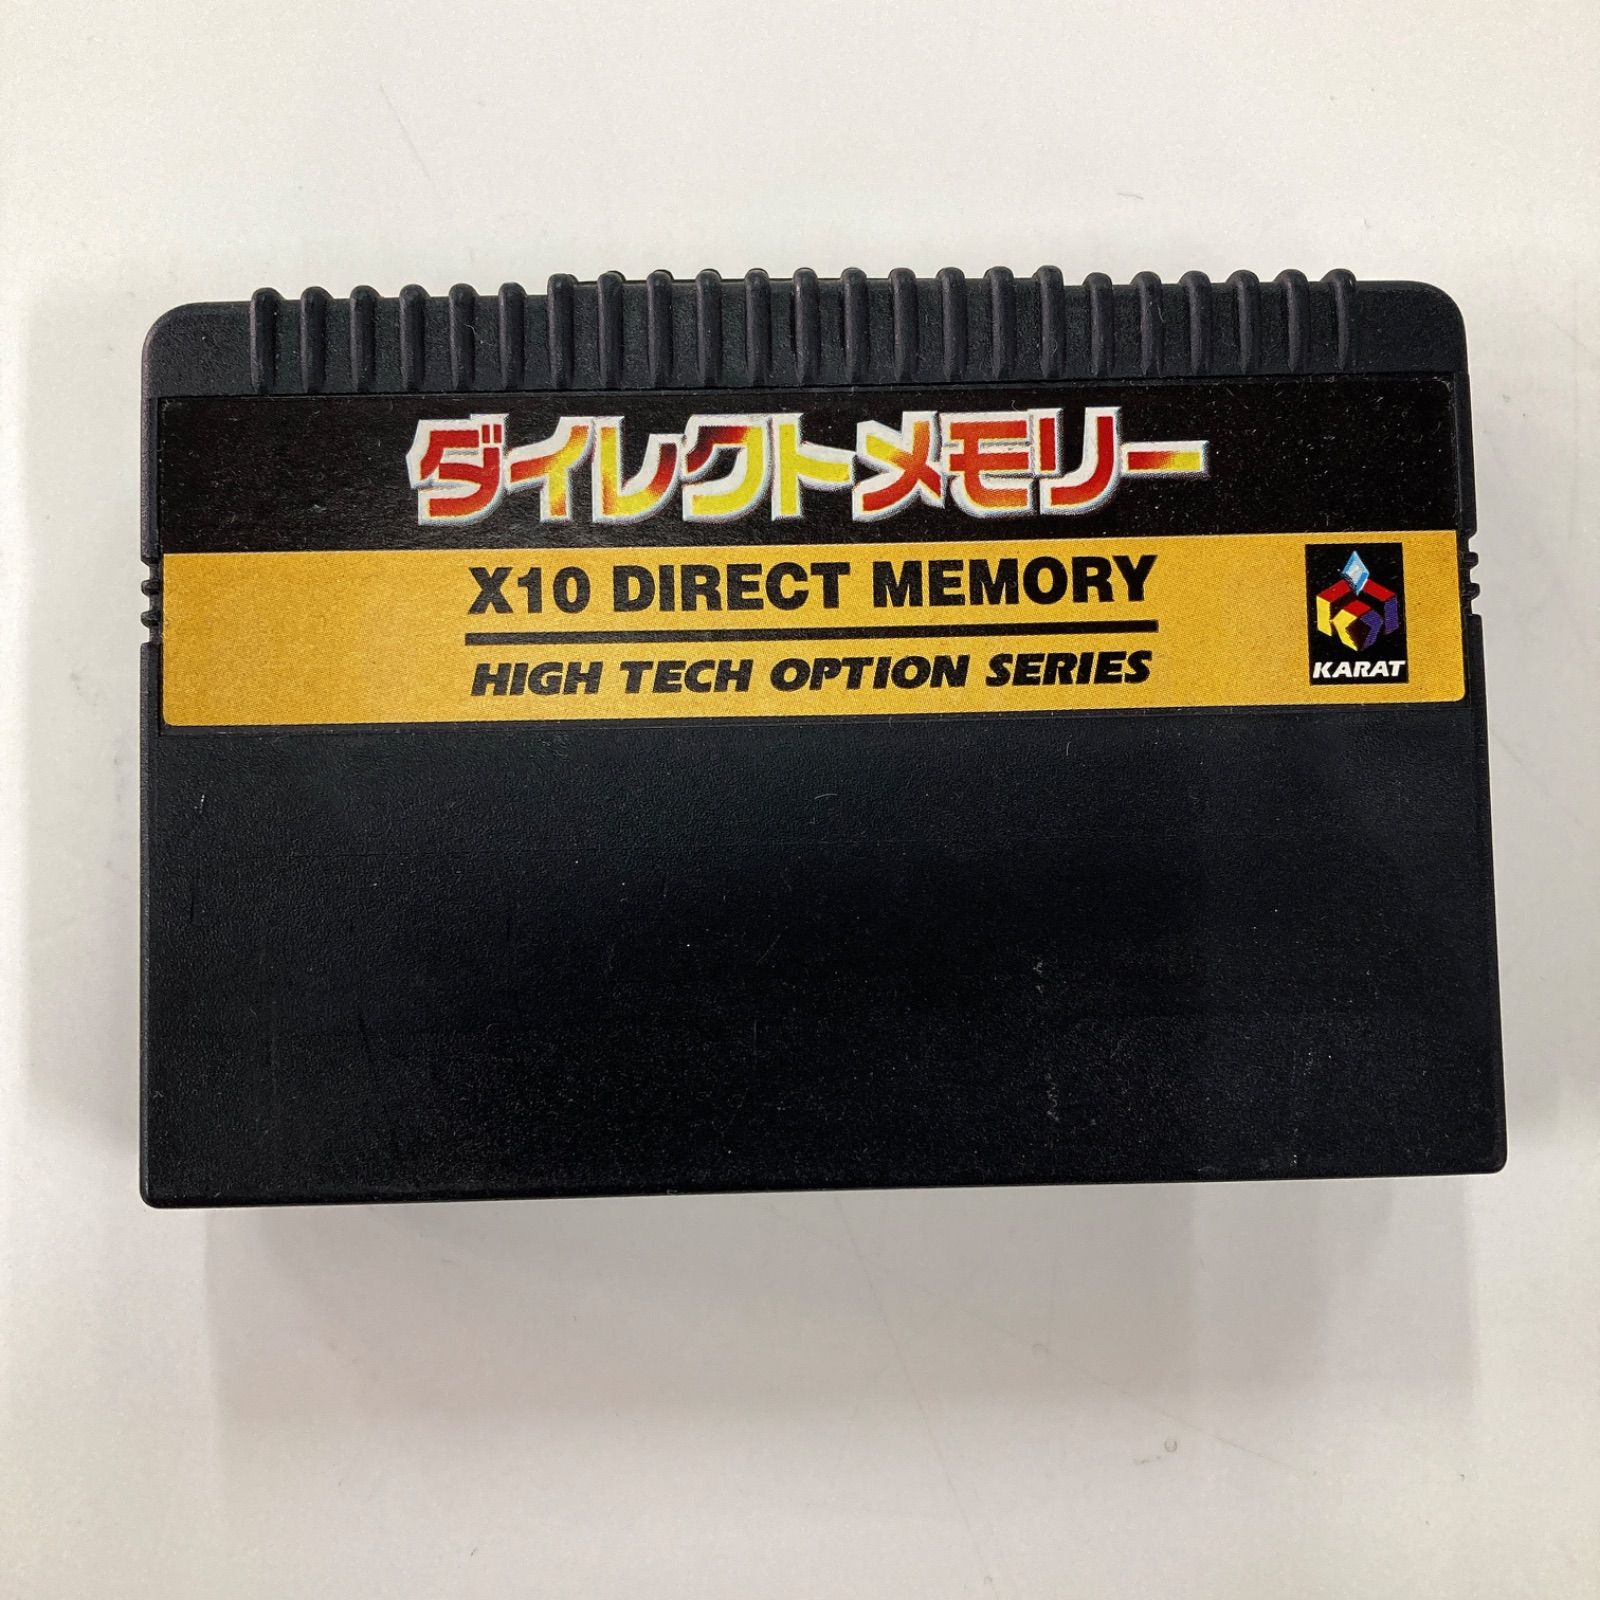 ダイレクトメモリー
X10 DIRECT MEMORY
HIGH TECH OPTION SERIES
KARAT